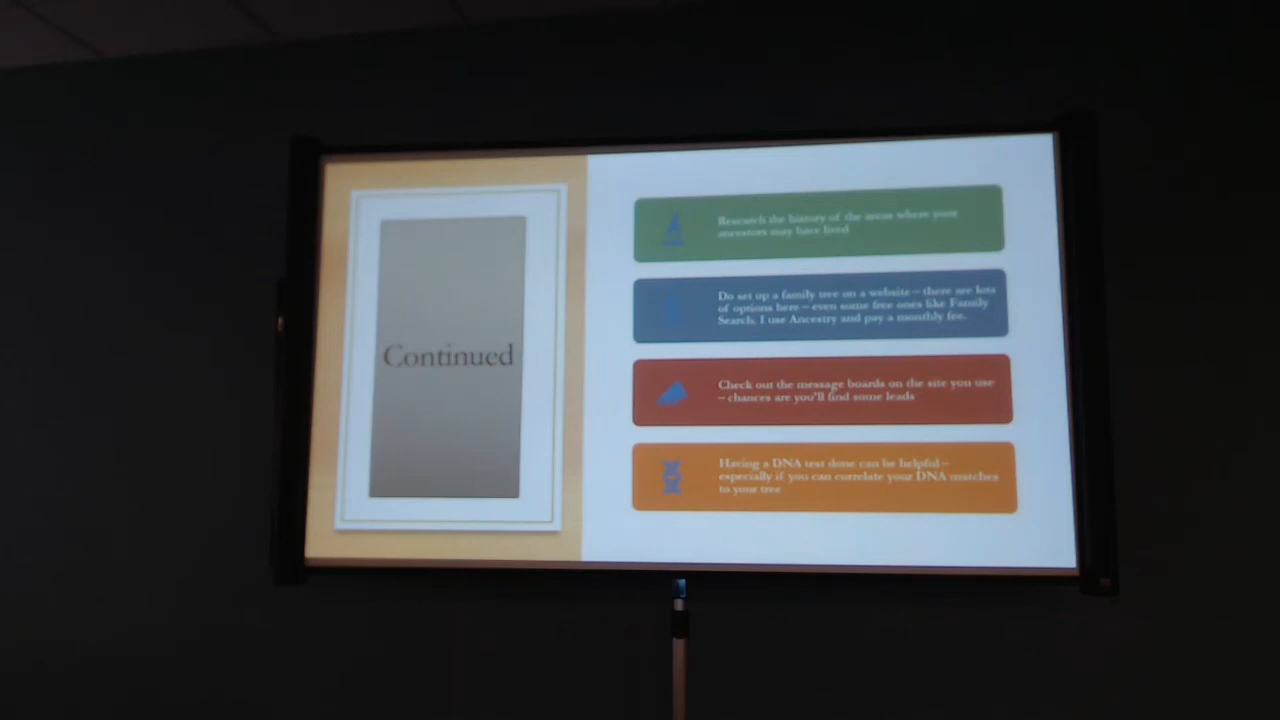 Continued
Research the history of the areas where your
ancestors may have lived
Do set up a family tree on a website – there are lots
of options here – even some free ones like Family
Search. I use Ancestry and pay a monthly fee.
Check out the message boards on the site you use
– chances are you'll find some leads
Having a DNA test done can be helpful –
especially if you can correlate your DNA matches
to your tree